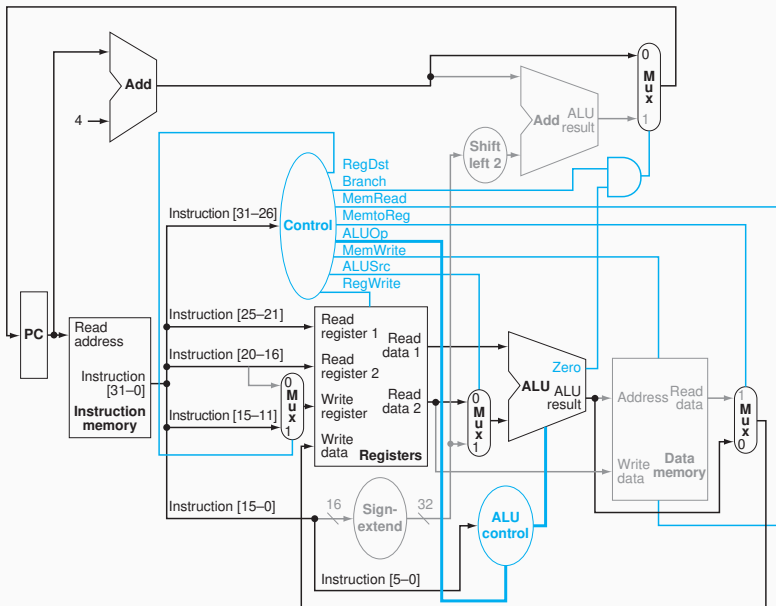 0
M
u
x
1
Add
4
Add
ALU
result
Shift
left 2
RegDst
Branch
MemRead
MemtoReg
ALUOp
MemWrite
ALUSrc
RegWrite
Control
Instruction [31–26]
Instruction [25–21]
Instruction [20–16]
Instruction [15–11]
Instruction [15–0]
Instruction [5–0]
PC
Read
address
Instruction
[31–0]
Instruction
memory
0
M
u
x
1
Read
register 1
Read
register 2
Write
register
Write
data
Read
data 1
Read
data 2
Registers
16
Sign-
extend
32
0
M
u
x
1
Zero
ALU
ALU
result
ALU
control
Address
Read
data
Write
data
Data
memory
1
M
u
x
0